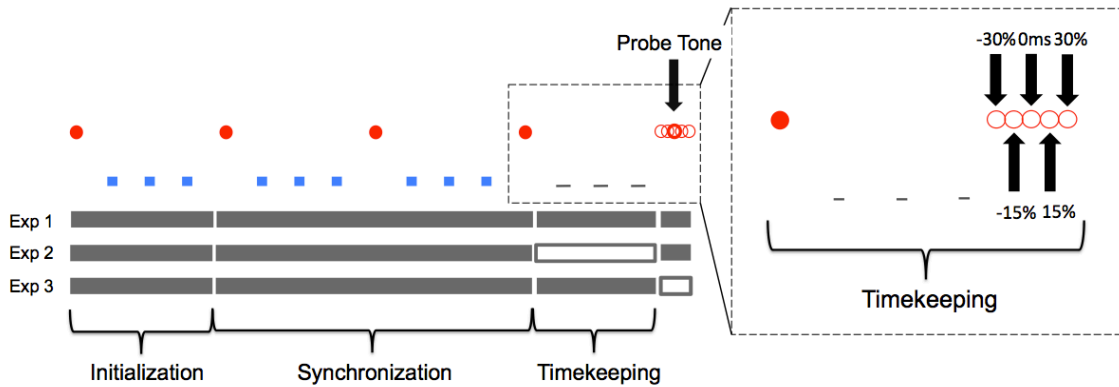 Probe Tone
-30% 0ms 30%
-15% 15%
Timekeeping
Exp 1
Exp 2
Exp 3
Initialization
Synchronization
Timekeeping